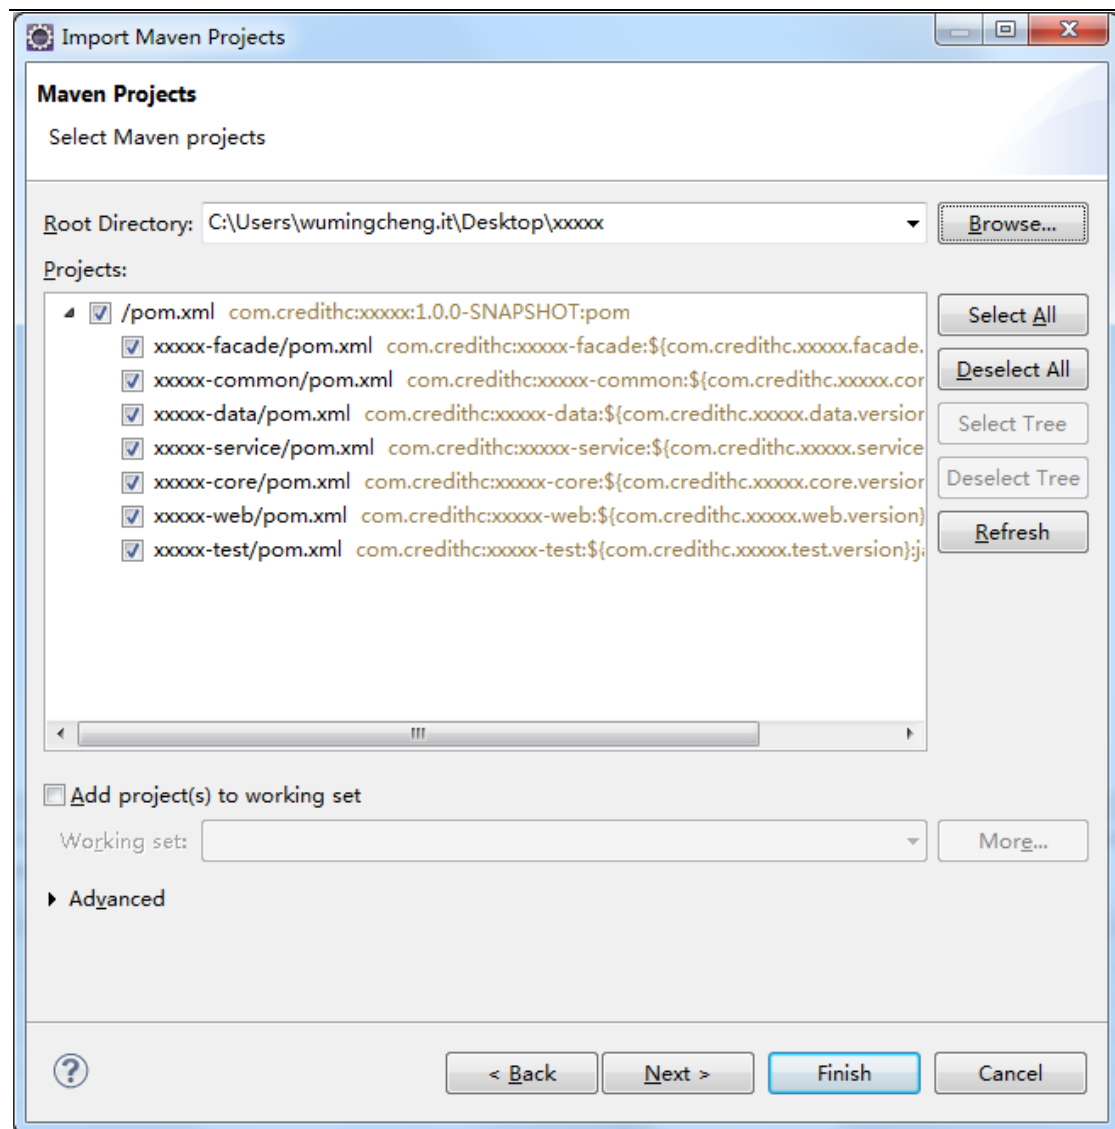 Import Maven Projects
Maven Projects
Select Maven projects
Root Directory: C:\Users\wumingcheng.it\Desktop\xxxxx Browse...
Projects:
/pom.xml com.credithc:xxxxx:1.0.0-SNAPSHOT:pom Select All
xxxxx-facade/pom.xml com.credithc:xxxxx-facade:${com.credithc.xxxxx.facade.
xxxxx-common/pom.xml com.credithc:xxxxx-common:${com.credithc.xxxxx.cor Deselect All
xxxxx-data/pom.xml com.credithc:xxxxx-data:${com.credithc.xxxxx.data.version Select Tree
xxxxx-service/pom.xml com.credithc:xxxxx-service:${com.credithc.xxxxx.service
xxxxx-core/pom.xml com.credithc:xxxxx-core:${com.credithc.xxxxx.core.version Deselect Tree
xxxxx-web/pom.xml com.credithc:xxxxx-web:${com.credithc.xxxxx.web.version} Refresh
xxxxx-test/pom.xml com.credithc:xxxxx-test:${com.credithc.xxxxx.test.version}:j
Add project(s) to working set
Working set: More...
Advanced
< Back Next > Finish Cancel